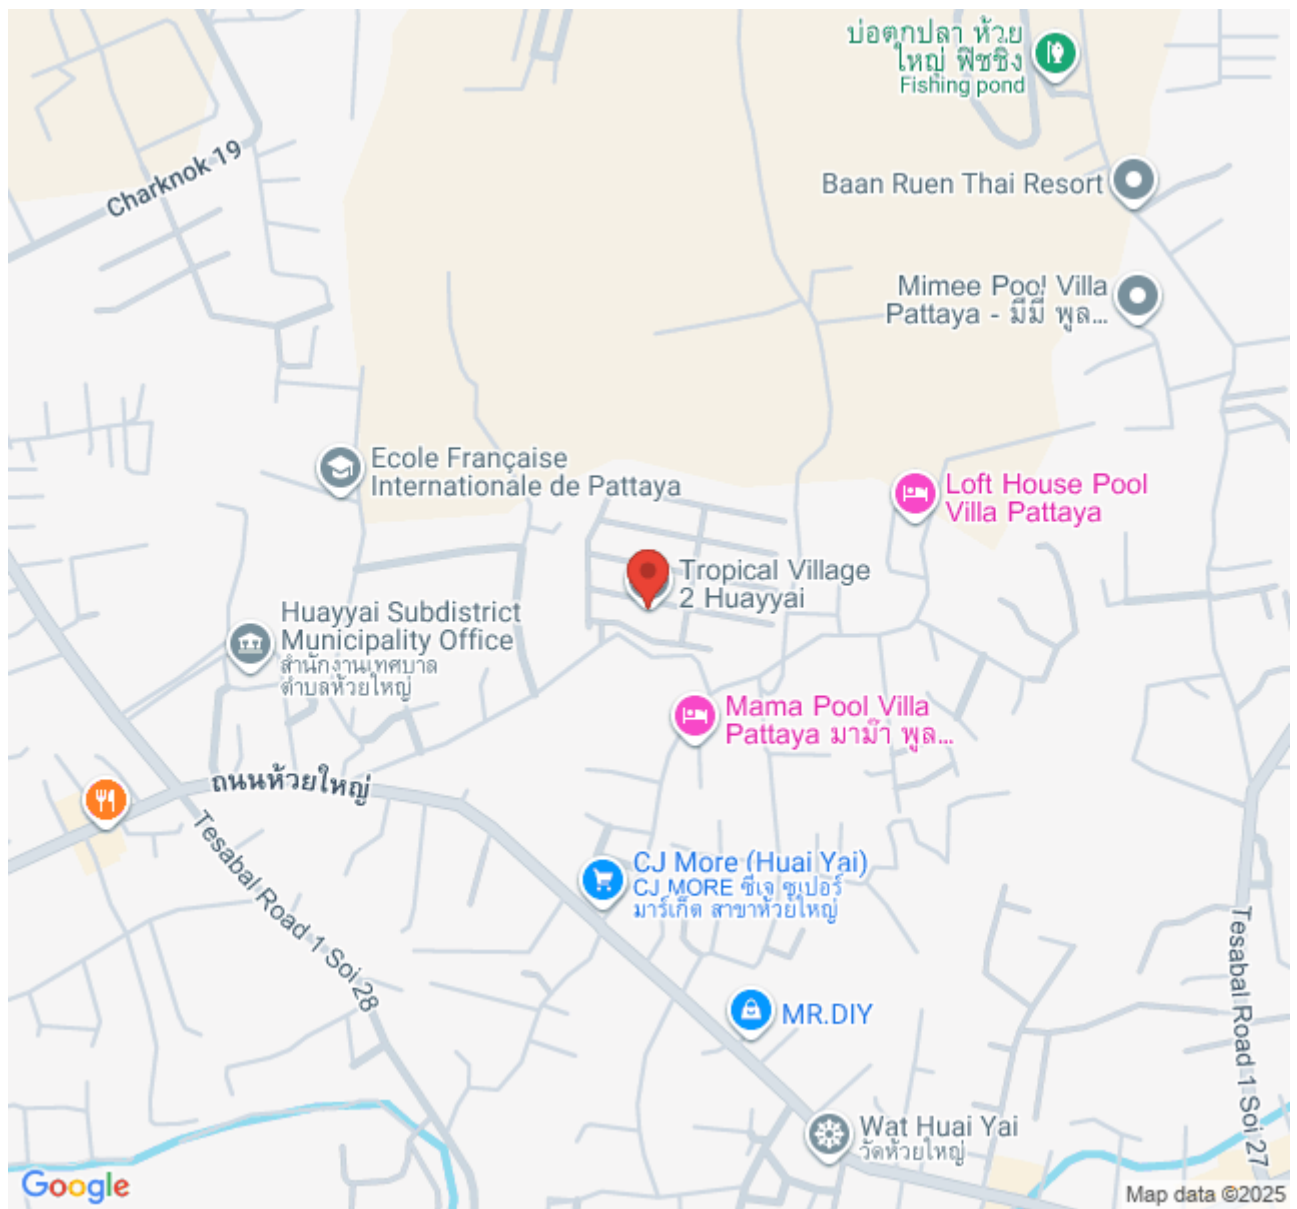 บ่อตกปลา ห้วย
ใหญ่ ฟิชชิ่ง
Fishing pond
Charknok 19
Baan Ruen Thai Resort
Mimee Pool Villa
Pattaya - มีมี่ พูล...
Ecole Française
Internationale de Pattaya
Loft House Pool
Villa Pattaya
Tropical Village
2 Huayyai
Huayyai Subdistrict
Municipality Office
สำนักงานเทศบาล
ตำบลห้วยใหญ่
Mama Pool Villa
Pattaya มาม๊า พูล...
ถนนห้วยใหญ่
Tesabal Road 1 Soi 28
CJ More (Huai Yai)
CJ MORE ซีเจ ซูเปอร์
มาร์เก็ต สาขาห้วยใหญ่
Tesabal Road 1 Soi 27
MR.DIY
Wat Huai Yai
วัดห้วยใหญ่
Google
Map data ©2025